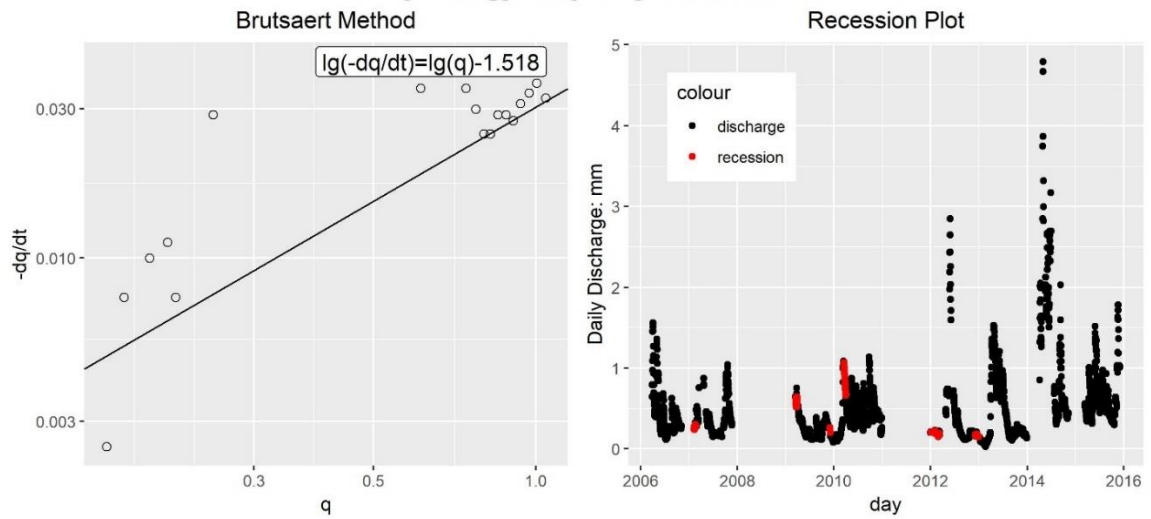 Brutsaert Method
lg(-dq/dt)=lg(q)-1.518
-dq/dt
0.030
0.010
0.003
0.3
0.5
1.0
q
Recession Plot
colour
discharge
recession
Daily Discharge: mm
5
4
3
2
1
0
2006
2008
2010
2012
2014
2016
day